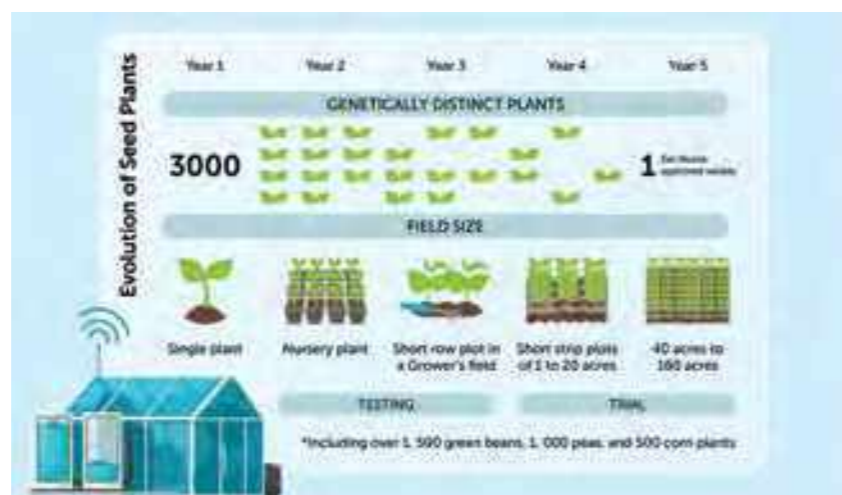 Evolution of Seed Plants
Year 1 Year 2 Year 3 Year 4 Year 5
GENETICALLY DISTINCT PLANTS
3000
1
FIELD SIZE
Single plant
Nursery plant
Short row plot in
a Grower's field
Short strip plots
of 1 to 20 acres
40 acres to
160 acres
TESTING
TRIAL
*Including over 1, 590 green beans, 1, 000 peas, and 500 corn plants